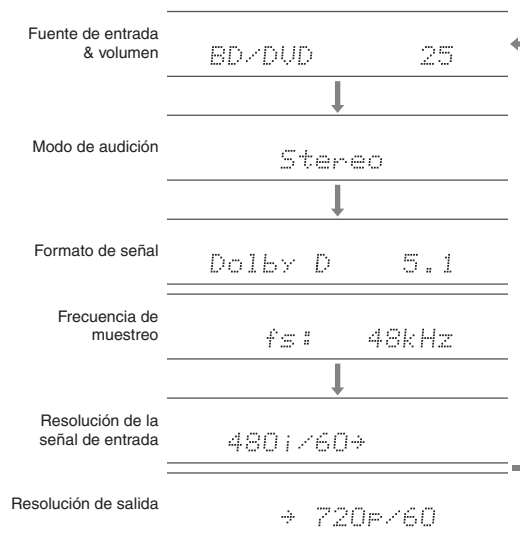 Fuente de entrada
& volumen
BD/DVD 25
Modo de audición
Stereo
Formato de señal
Dolby D 5.1
Frecuencia de
muestreo
fs: 48kHz
Resolución de la
señal de entrada
480i/60→
Resolución de salida
→ 720p/60